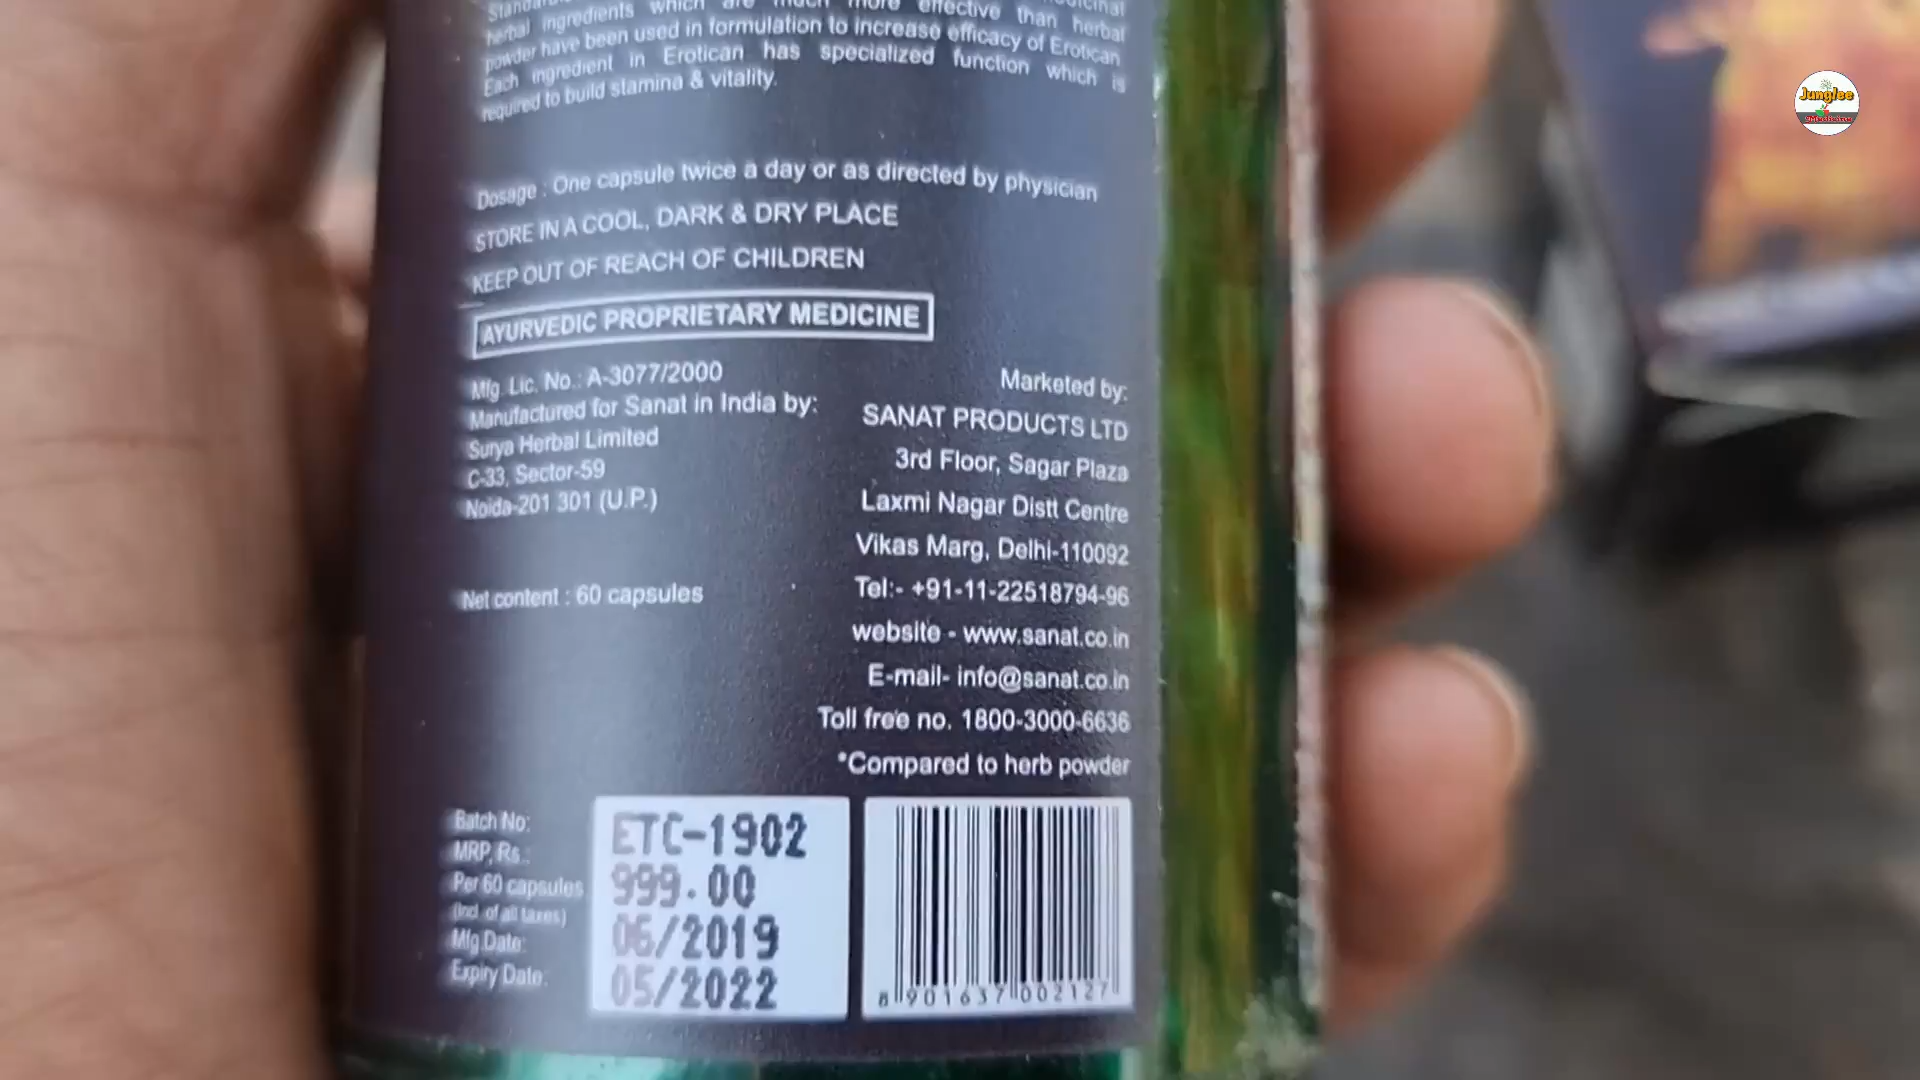 herbal ingredients which are much more effective than herbal
powder have been used in formulation to increase efficacy of Erotican
Each ingredient in Erotican has specialized function which is
required to build stamina & vitality.
Dosage : One capsule twice a day or as directed by physician
STORE IN A COOL, DARK & DRY PLACE
KEEP OUT OF REACH OF CHILDREN
AYURVEDIC PROPRIETARY MEDICINE
Mfg. Lic. No.: A-3077/2000
Manufactured for Sanat in India by:
Surya Herbal Limited
C-33, Sector-59
Noida-201 301 (U.P.)
Net content : 60 capsules
Marketed by:
SANAT PRODUCTS LTD
3rd Floor, Sagar Plaza
Laxmi Nagar Distt Centre
Vikas Marg, Delhi-110092
Tel:- +91-11-22518794-96
website - www.sanat.co.in
E-mail- info@sanat.co.in
Toll free no. 1800-3000-6636
*Compared to herb powder
Batch No: ETC-1902
MRP, Rs.: 999.00
Per 60 capsules
(Incl. of all taxes)
Mfg.Date: 06/2019
Expiry Date: 05/2022
8 901637 002127
Junglee